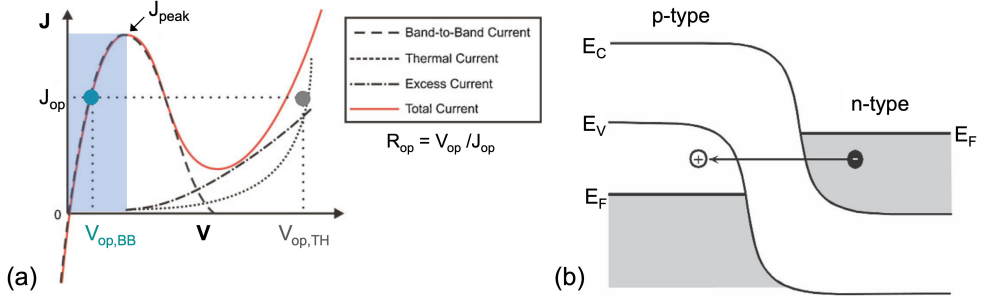 J
J_peak
J_op
0
V_op,BB
V
V_op,TH
Band-to-Band Current
Thermal Current
Excess Current
Total Current
R_op = V_op /J_op
(a)
p-type
n-type
E_C
E_V
E_F
E_F
+
-
(b)